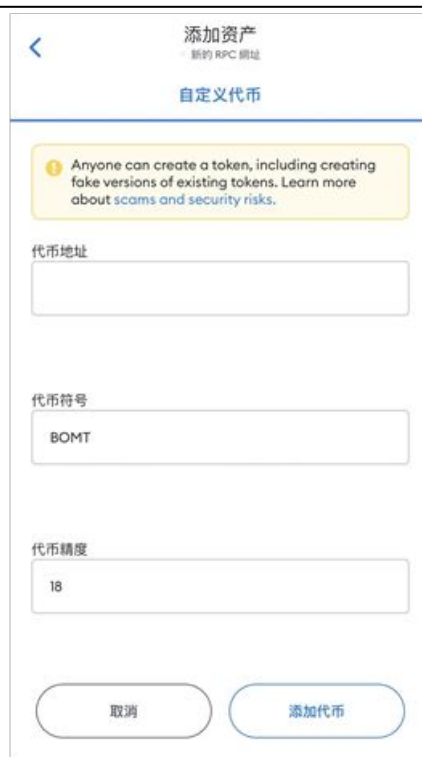 添加资产
新的 RPC 網址
自定义代币
Anyone can create a token, including creating
fake versions of existing tokens. Learn more
about scams and security risks.
代币地址
代币符号
BOMT
代币精度
18
取消
添加代币